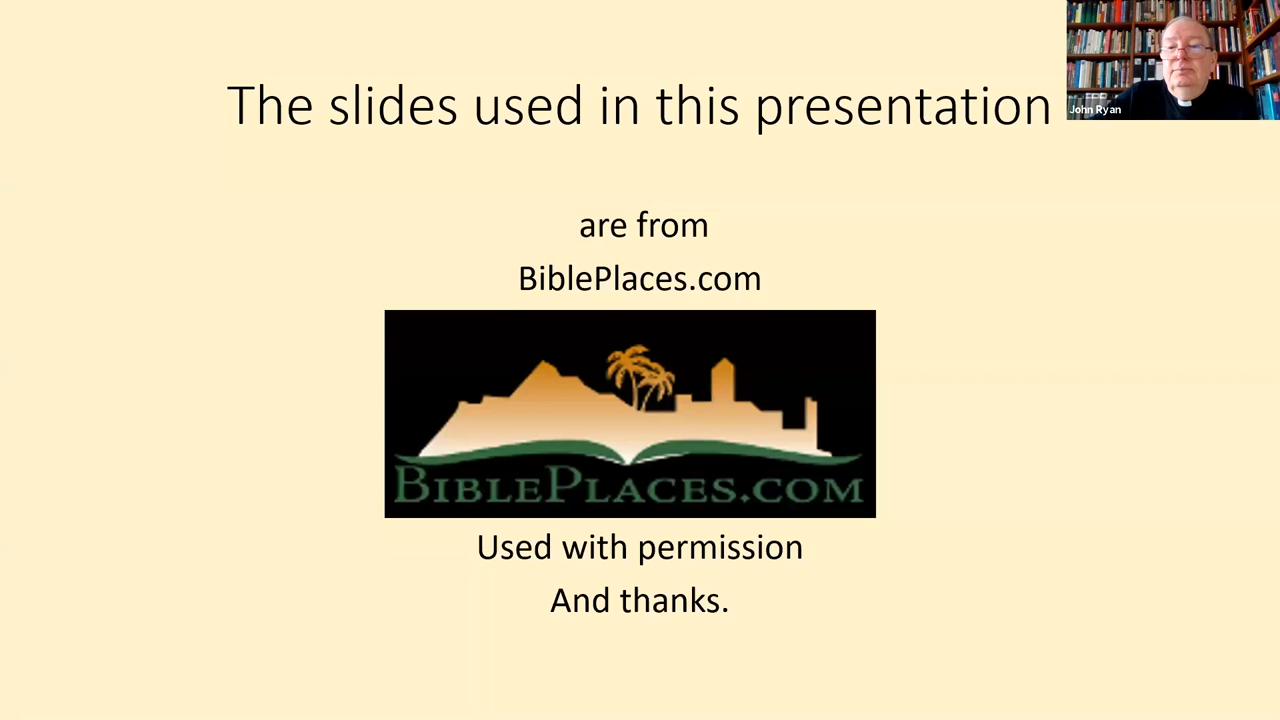 The slides used in this presentation
John Ryan
are from
BiblePlaces.com
BIBLEPLACES.COM
Used with permission
And thanks.